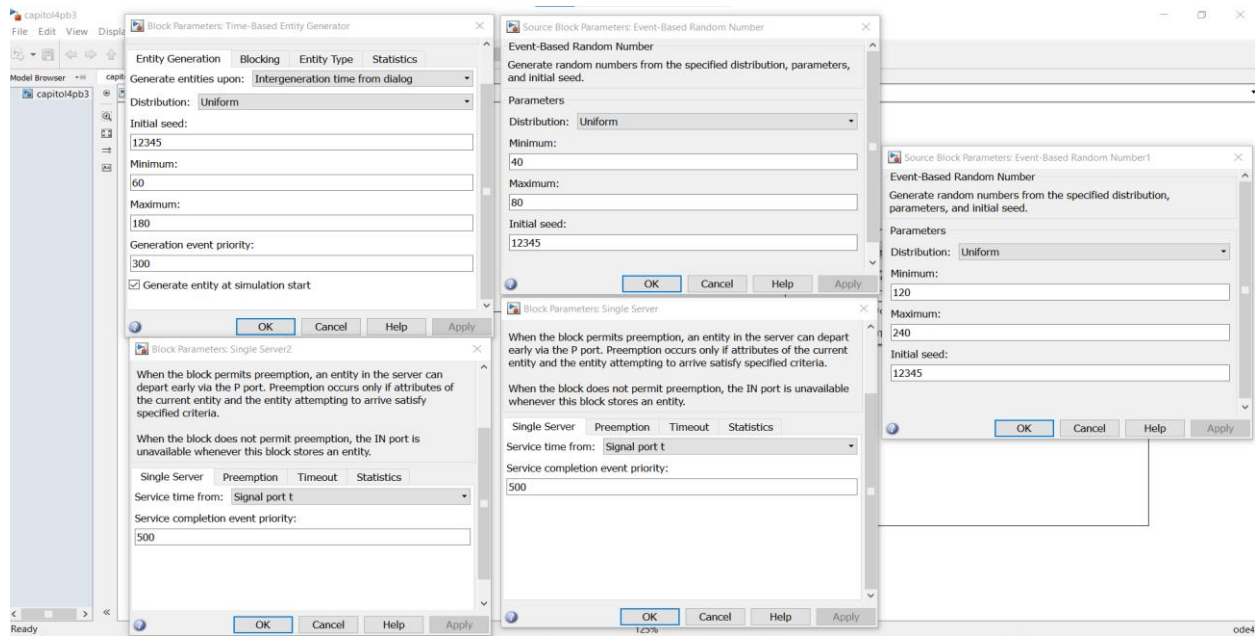 capitol4pb3
File Edit View Displa
Model Browser
capit
capitol4pb3
Block Parameters: Time-Based Entity Generator
Entity Generation Blocking Entity Type Statistics
Generate entities upon: Intergeneration time from dialog
Distribution: Uniform
Initial seed:
12345
Minimum:
60
Maximum:
180
Generation event priority:
300
Generate entity at simulation start
OK Cancel Help Apply
Block Parameters: Single Server2
When the block permits preemption, an entity in the server can
depart early via the P port. Preemption occurs only if attributes of
the current entity and the entity attempting to arrive satisfy
specified criteria.
When the block does not permit preemption, the IN port is
unavailable whenever this block stores an entity.
Single Server Preemption Timeout Statistics
Service time from: Signal port t
Service completion event priority:
500
OK Cancel Help Apply
Source Block Parameters: Event-Based Random Number
Event-Based Random Number
Generate random numbers from the specified distribution, parameters,
and initial seed.
Parameters
Distribution: Uniform
Minimum:
40
Maximum:
80
Initial seed:
12345
OK Cancel Help Apply
Block Parameters: Single Server
When the block permits preemption, an entity in the server can depart
early via the P port. Preemption occurs only if attributes of the current
entity and the entity attempting to arrive satisfy specified criteria.
When the block does not permit preemption, the IN port is unavailable
whenever this block stores an entity.
Single Server Preemption Timeout Statistics
Service time from: Signal port t
Service completion event priority:
500
OK Cancel Help Apply
Source Block Parameters: Event-Based Random Number1
Event-Based Random Number
Generate random numbers from the specified distribution,
parameters, and initial seed.
Parameters
Distribution: Uniform
Minimum:
120
Maximum:
240
Initial seed:
12345
OK Cancel Help Apply
Ready
125%
ode4